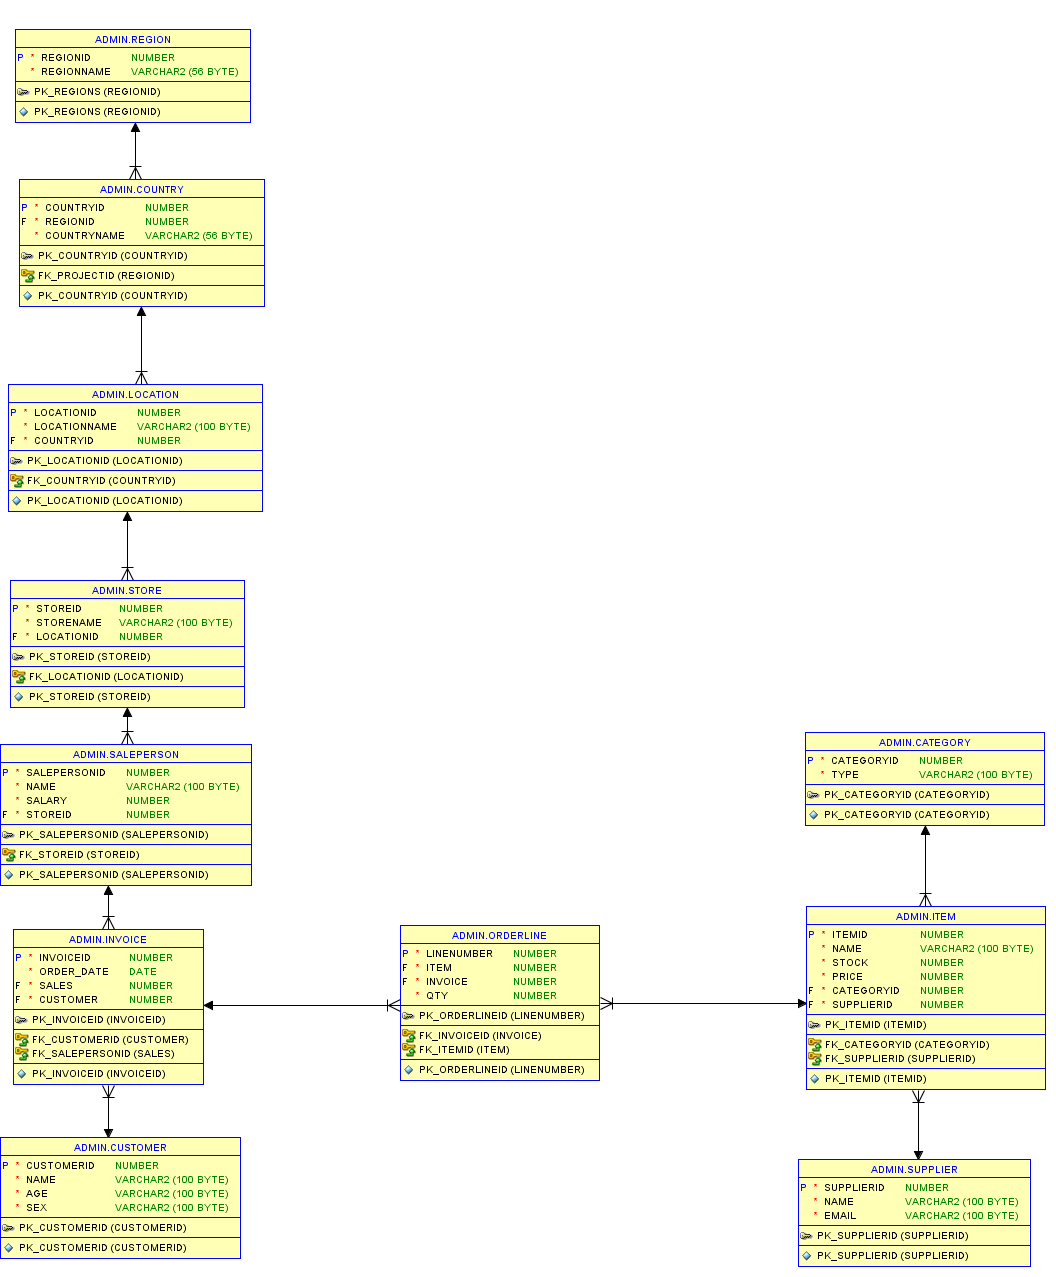 ADMIN.REGION
P * REGIONID NUMBER
* REGIONNAME VARCHAR2 (56 BYTE)
PK_REGIONS (REGIONID)
PK_REGIONS (REGIONID)
ADMIN.COUNTRY
P * COUNTRYID NUMBER
F * REGIONID NUMBER
* COUNTRYNAME VARCHAR2 (56 BYTE)
PK_COUNTRYID (COUNTRYID)
FK_PROJECTID (REGIONID)
PK_COUNTRYID (COUNTRYID)
ADMIN.LOCATION
P * LOCATIONID NUMBER
* LOCATIONNAME VARCHAR2 (100 BYTE)
F * COUNTRYID NUMBER
PK_LOCATIONID (LOCATIONID)
FK_COUNTRYID (COUNTRYID)
PK_LOCATIONID (LOCATIONID)
ADMIN.STORE
P * STOREID NUMBER
* STORENAME VARCHAR2 (100 BYTE)
F * LOCATIONID NUMBER
PK_STOREID (STOREID)
FK_LOCATIONID (LOCATIONID)
PK_STOREID (STOREID)
ADMIN.SALEPERSON
P * SALEPERSONID NUMBER
* NAME VARCHAR2 (100 BYTE)
* SALARY NUMBER
F * STOREID NUMBER
PK_SALEPERSONID (SALEPERSONID)
FK_STOREID (STOREID)
PK_SALEPERSONID (SALEPERSONID)
ADMIN.INVOICE
P * INVOICEID NUMBER
* ORDER_DATE DATE
F * SALES NUMBER
F * CUSTOMER NUMBER
PK_INVOICEID (INVOICEID)
FK_CUSTOMERID (CUSTOMER)
FK_SALEPERSONID (SALES)
PK_INVOICEID (INVOICEID)
ADMIN.CUSTOMER
P * CUSTOMERID NUMBER
* NAME VARCHAR2 (100 BYTE)
* AGE VARCHAR2 (100 BYTE)
* SEX VARCHAR2 (100 BYTE)
PK_CUSTOMERID (CUSTOMERID)
PK_CUSTOMERID (CUSTOMERID)
ADMIN.ORDERLINE
P * LINENUMBER NUMBER
F * ITEM NUMBER
F * INVOICE NUMBER
* QTY NUMBER
PK_ORDERLINEID (LINENUMBER)
FK_INVOICEID (INVOICE)
FK_ITEMID (ITEM)
PK_ORDERLINEID (LINENUMBER)
ADMIN.CATEGORY
P * CATEGORYID NUMBER
* TYPE VARCHAR2 (100 BYTE)
PK_CATEGORYID (CATEGORYID)
PK_CATEGORYID (CATEGORYID)
ADMIN.ITEM
P * ITEMID NUMBER
* NAME VARCHAR2 (100 BYTE)
* STOCK NUMBER
* PRICE NUMBER
F * CATEGORYID NUMBER
F * SUPPLIERID NUMBER
PK_ITEMID (ITEMID)
FK_CATEGORYID (CATEGORYID)
FK_SUPPLIERID (SUPPLIERID)
PK_ITEMID (ITEMID)
ADMIN.SUPPLIER
P * SUPPLIERID NUMBER
* NAME VARCHAR2 (100 BYTE)
* EMAIL VARCHAR2 (100 BYTE)
PK_SUPPLIERID (SUPPLIERID)
PK_SUPPLIERID (SUPPLIERID)